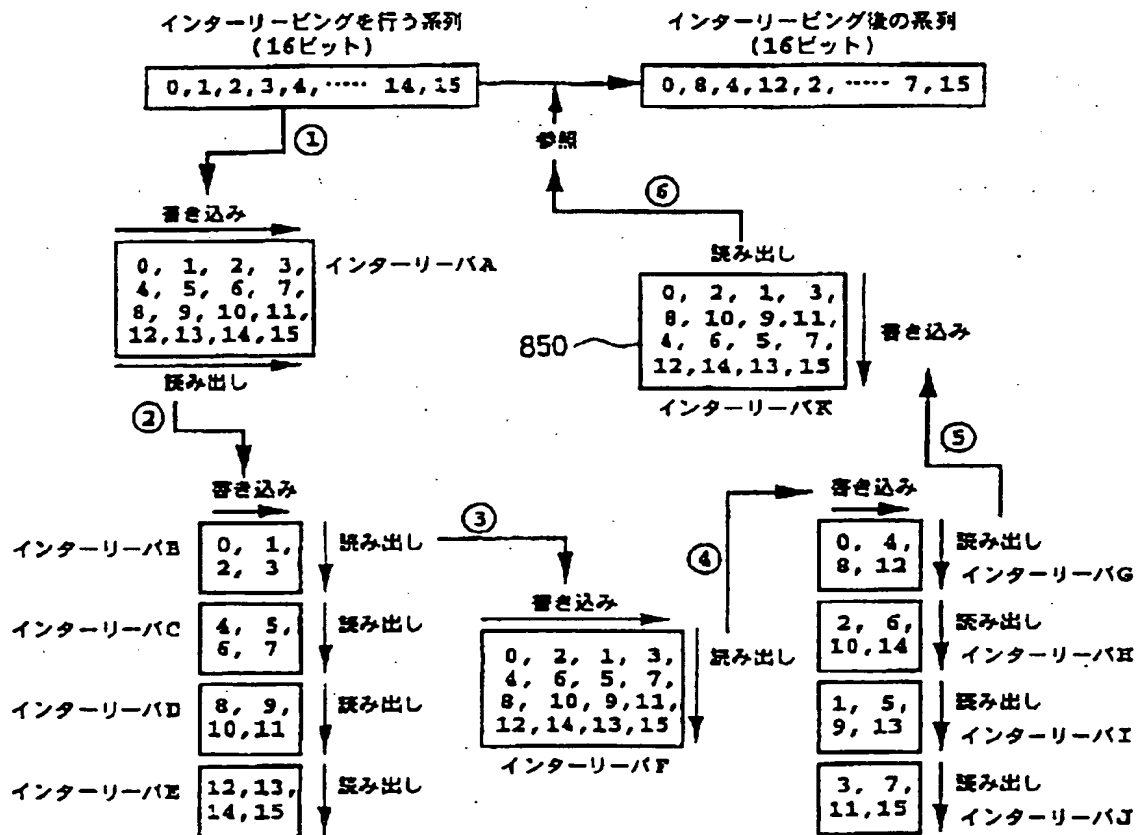 インターリービングを行う系列
(16ビット)
0,1,2,3,4,····· 14,15
インターリービング後の系列
(16ビット)
0,8,4,12,2, ····· 7,15
①
参照
⑥
書き込み
0, 1, 2, 3,
4, 5, 6, 7,
8, 9, 10,11,
12,13,14,15
インターリーバA
読み出し
②
読み出し
0, 2, 1, 3,
8, 10, 9,11,
4, 6, 5, 7,
12,14,13,15
書き込み
850
インターリーバK
⑤
書き込み
インターリーバB
0, 1,
2, 3
読み出し
③
インターリーバC
4, 5,
6, 7
読み出し
インターリーバD
8, 9,
10,11
読み出し
インターリーバE
12,13,
14,15
読み出し
書き込み
0, 2, 1, 3,
4, 6, 5, 7,
8, 10, 9,11,
12,14,13,15
読み出し
インターリーバF
④
書き込み
0, 4,
8, 12
読み出し
インターリーバG
2, 6,
10,14
読み出し
インターリーバH
1, 5,
9, 13
読み出し
インターリーバI
3, 7,
11,15
読み出し
インターリーバJ